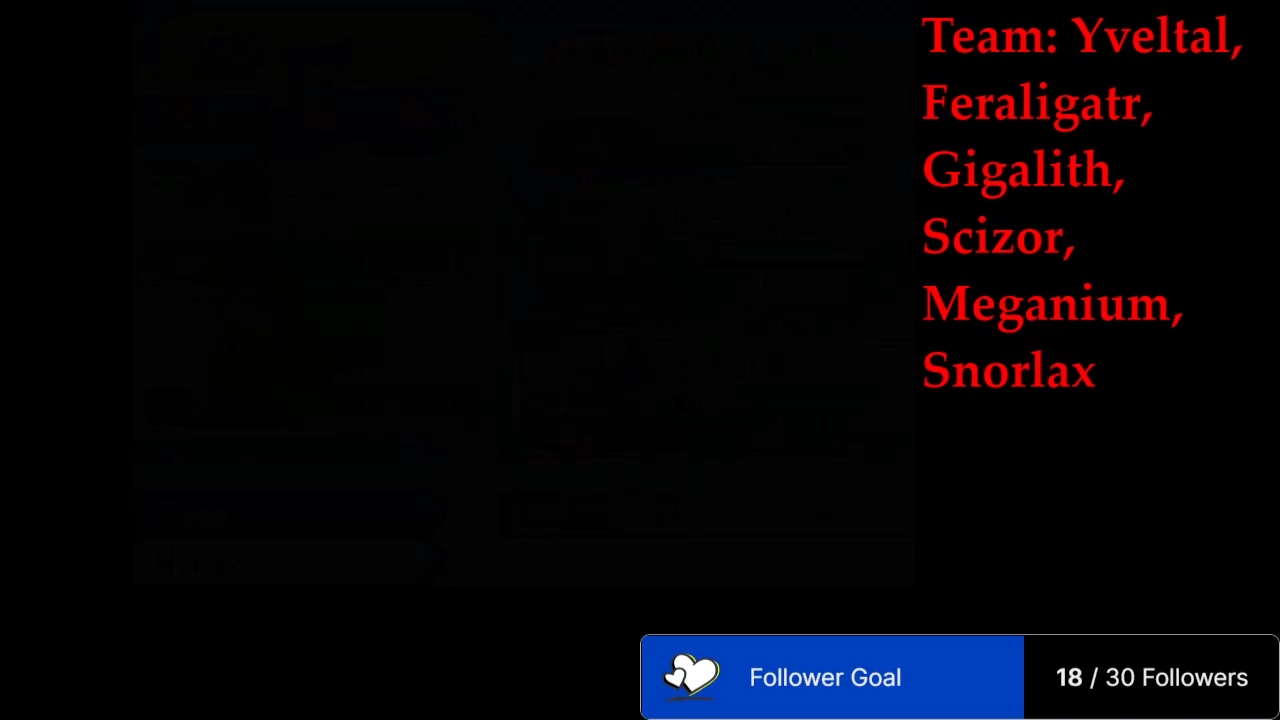 Team: Yveltal,
Feraligatr,
Gigalith,
Scizor,
Meganium,
Snorlax
Follower Goal
18 / 30 Followers